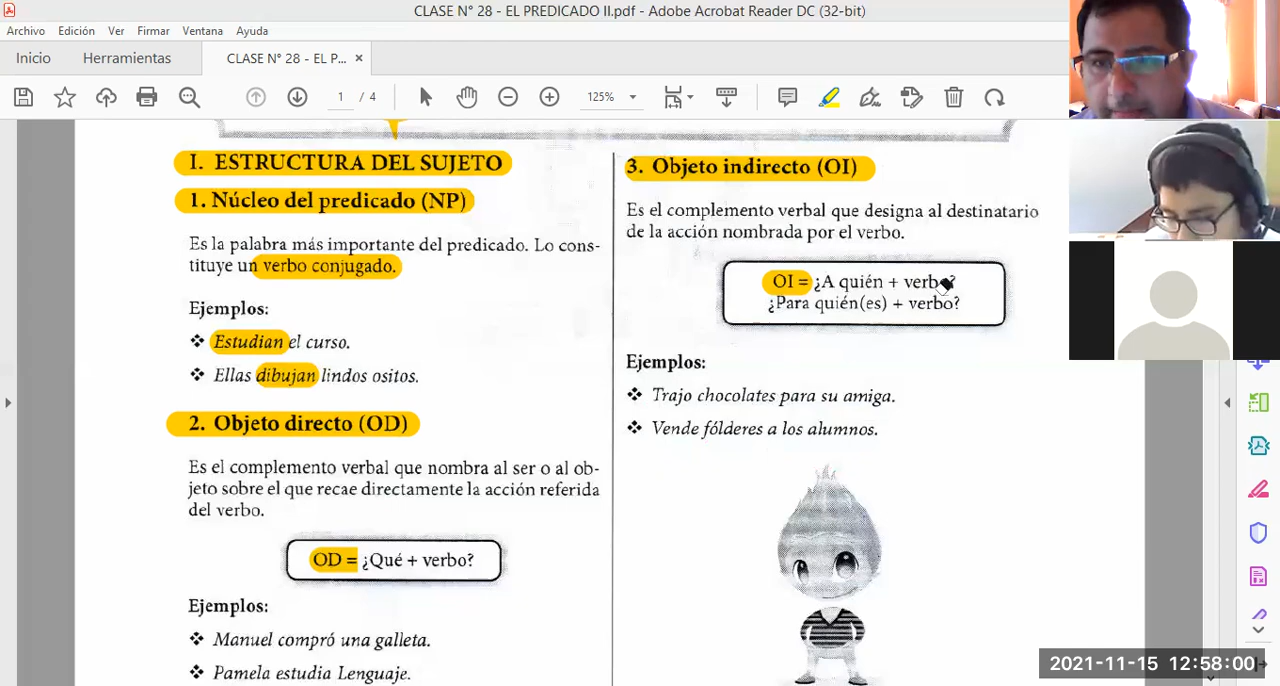 CLASE N° 28 - EL PREDICADO II.pdf - Adobe Acrobat Reader DC (32-bit)
Archivo Edición Ver Firmar Ventana Ayuda
Inicio Herramientas CLASE N° 28 - EL P... ×
1 / 4 125%
I. ESTRUCTURA DEL SUJETO
1. Núcleo del predicado (NP)
Es la palabra más importante del predicado. Lo cons-
tituye un verbo conjugado.
Ejemplos:
❖ Estudian el curso.
❖ Ellas dibujan lindos ositos.
2. Objeto directo (OD)
Es el complemento verbal que nombra al ser o al ob-
jeto sobre el que recae directamente la acción referida
del verbo.
OD = ¿Qué + verbo?
Ejemplos:
❖ Manuel compró una galleta.
❖ Pamela estudia Lenguaje.
3. Objeto indirecto (OI)
Es el complemento verbal que designa al destinatario
de la acción nombrada por el verbo.
OI = ¿A quién + verbo?
¿Para quién(es) + verbo?
Ejemplos:
❖ Trajo chocolates para su amiga.
❖ Vende fólderes a los alumnos.
2021-11-15 12:58:00